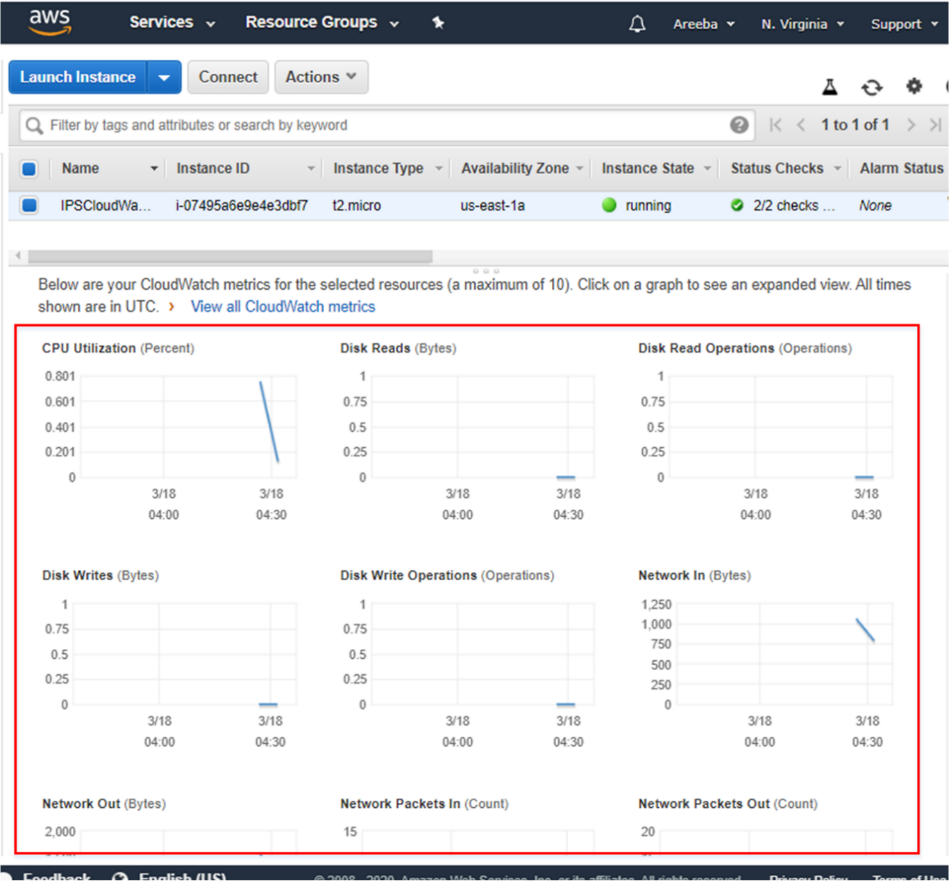 aws Services Resource Groups Areeba N. Virginia Support
Launch Instance Connect Actions
Filter by tags and attributes or search by keyword 1 to 1 of 1
Name Instance ID Instance Type Availability Zone Instance State Status Checks Alarm Status
IPSCloudWa... i-07495a6e9e4e3dbf7 t2.micro us-east-1a running 2/2 checks ... None
Below are your CloudWatch metrics for the selected resources (a maximum of 10). Click on a graph to see an expanded view. All times
shown are in UTC. View all CloudWatch metrics
CPU Utilization (Percent) Disk Reads (Bytes) Disk Read Operations (Operations)
0.801 1 1
0.601 0.75 0.75
0.401 0.5 0.5
0.201 0.25 0.25
0 0 0
3/18 3/18 3/18 3/18 3/18 3/18
04:00 04:30 04:00 04:30 04:00 04:30
Disk Writes (Bytes) Disk Write Operations (Operations) Network In (Bytes)
1 1 1,250
0.75 0.75 1,000
0.5 0.5 750
0.25 0.25 500
0 0 250
0
3/18 3/18 3/18 3/18 3/18 3/18
04:00 04:30 04:00 04:30 04:00 04:30
Network Out (Bytes) Network Packets In (Count) Network Packets Out (Count)
2,000 15 20
Feedback English (US) © 2008 - 2020, Amazon Web Services, Inc. or its affiliates. All rights reserved. Privacy Policy Terms of Use